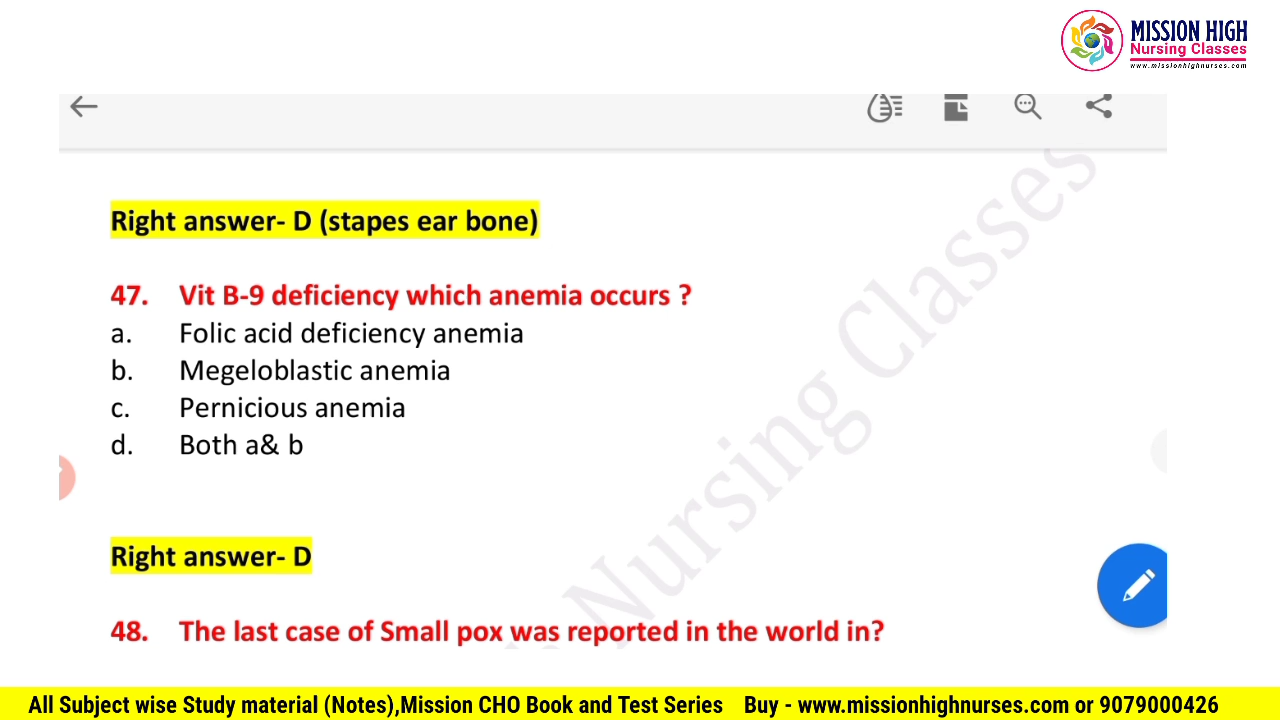 MISSION HIGH
Nursing Classes
www.missionhighnurses.com
Right answer- D (stapes ear bone)
47. Vit B-9 deficiency which anemia occurs ?
a. Folic acid deficiency anemia
b. Megeloblastic anemia
c. Pernicious anemia
d. Both a& b
Nursing Classes
Right answer- D
48. The last case of Small pox was reported in the world in?
All Subject wise Study material (Notes),Mission CHO Book and Test Series Buy - www.missionhighnurses.com or 9079000426